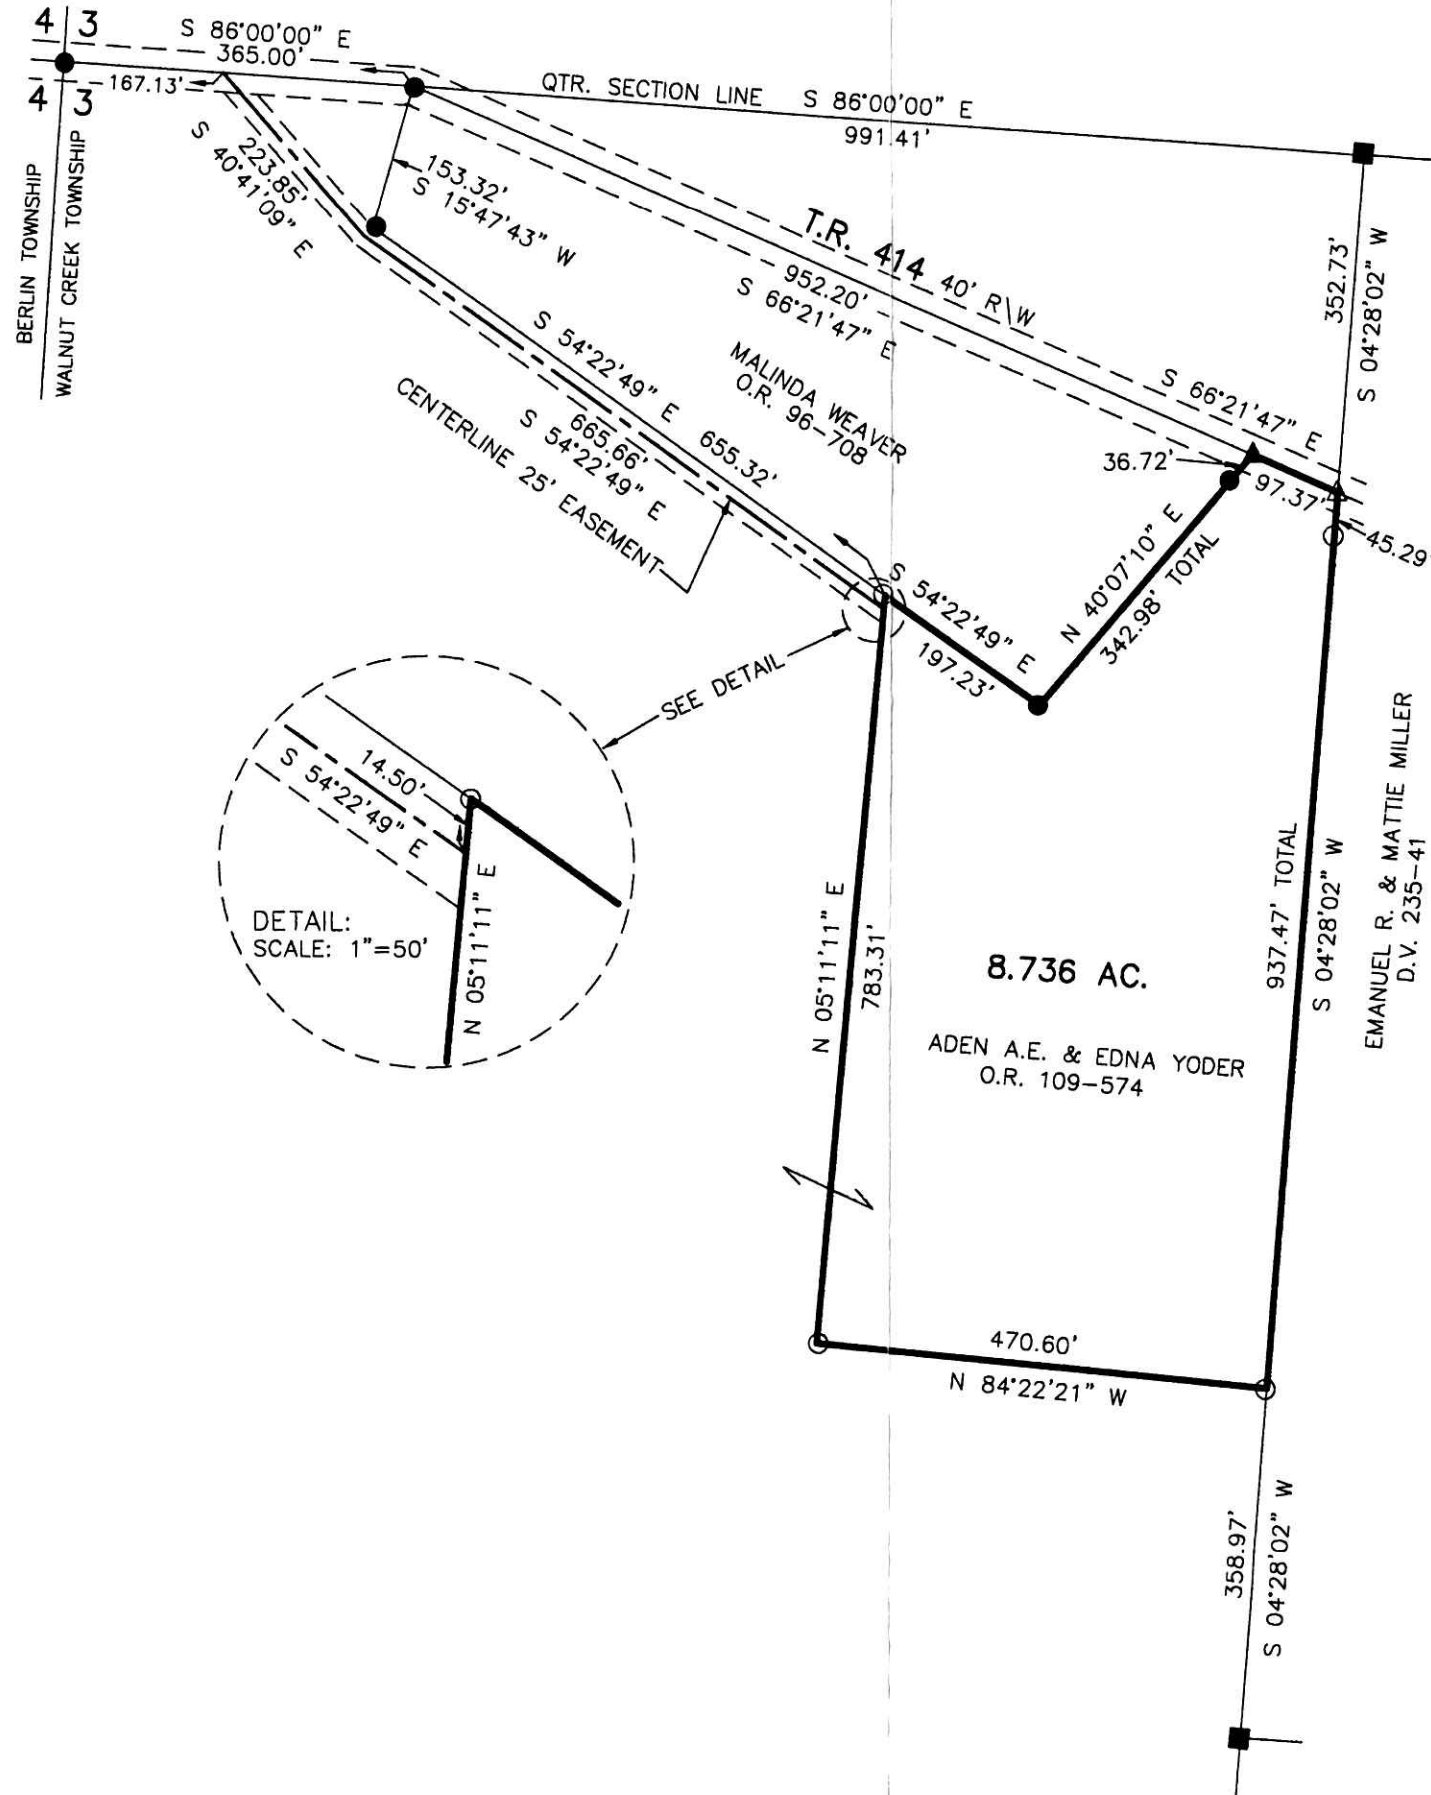 4 3
S 86°00'00" E
365.00'
167.13'
4 3
QTR. SECTION LINE S 86°00'00" E
991.41'
BERLIN TOWNSHIP
WALNUT CREEK TOWNSHIP
223.85'
S 40°41'09" E
153.32'
S 15°47'43" W
T.R. 414 40' R\W
952.20'
S 66°21'47" E
352.73'
S 04°28'02" W
MALINDA WEAVER
O.R. 96-708
S 54°22'49" E 655.32'
665.66'
S 54°22'49" E
CENTERLINE 25' EASEMENT
S 66°21'47" E
36.72'
97.37'
45.29'
N 40°07'10" E
342.98' TOTAL
S 54°22'49" E
197.23'
SEE DETAIL
14.50'
S 54°22'49" E
N 05°11'11" E
DETAIL:
SCALE: 1"=50'
N 05°11'11" E
783.31'
8.736 AC.
ADEN A.E. & EDNA YODER
O.R. 109-574
937.47' TOTAL
S 04°28'02" W
EMANUEL R. & MATTIE MILLER
D.V. 235-41
470.60'
N 84°22'21" W
358.97'
S 04°28'02" W